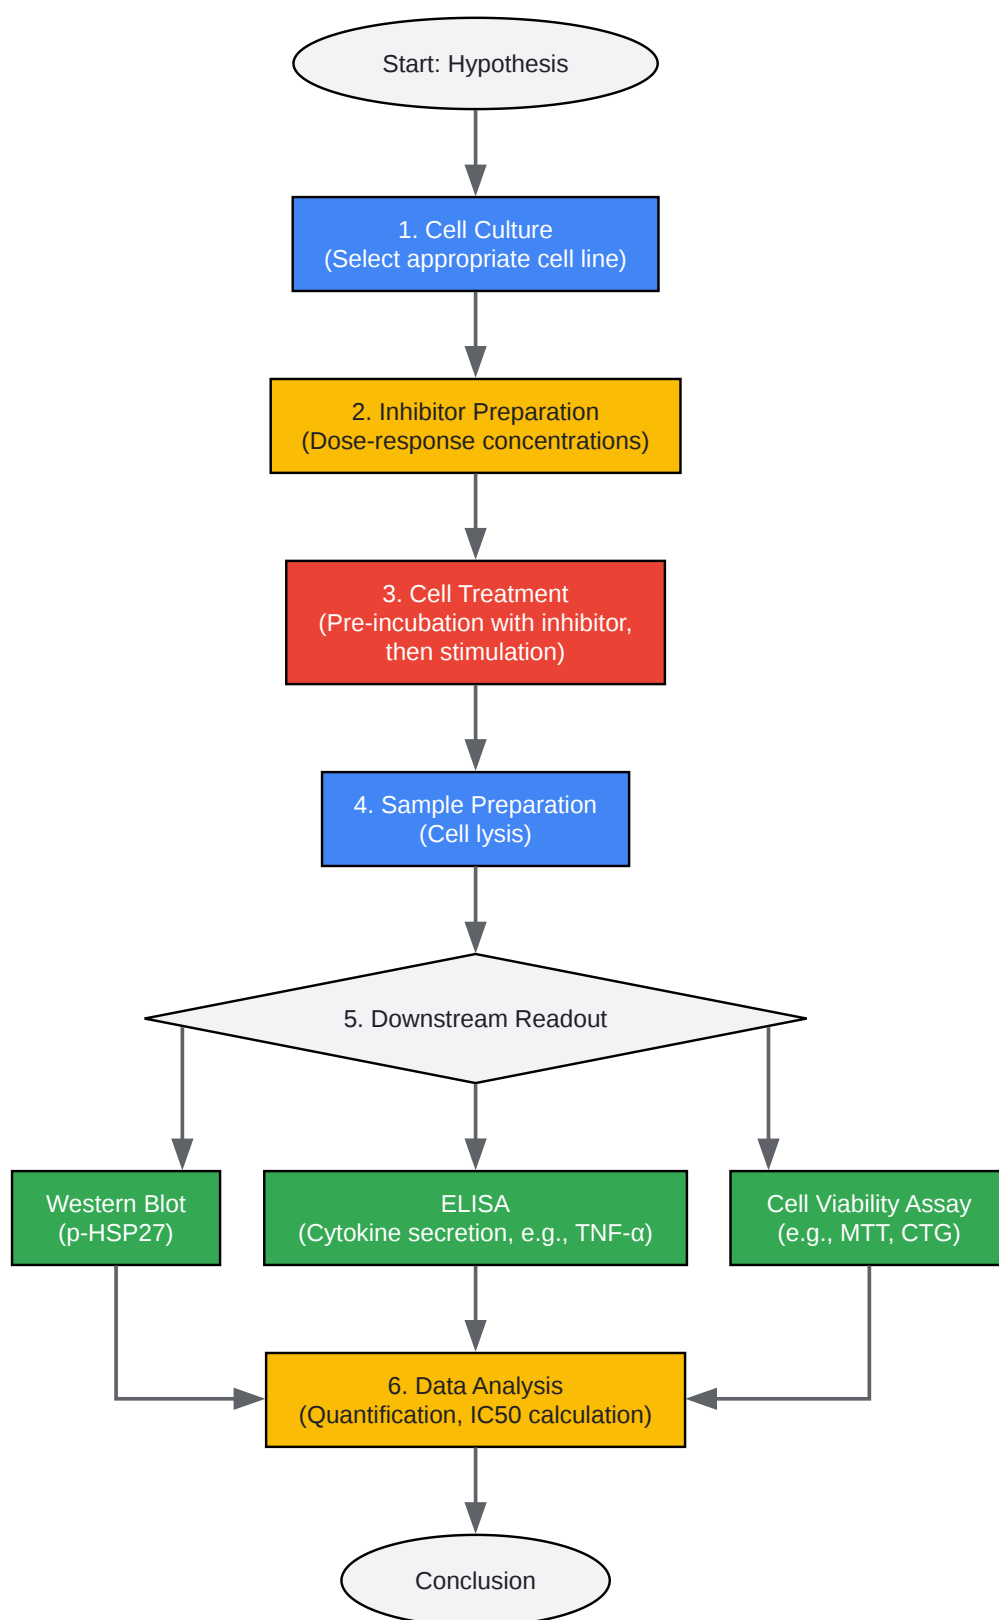 Start: Hypothesis
1. Cell Culture
(Select appropriate cell line)
2. Inhibitor Preparation
(Dose-response concentrations)
3. Cell Treatment
(Pre-incubation with inhibitor,
then stimulation)
4. Sample Preparation
(Cell lysis)
5. Downstream Readout
Western Blot
(p-HSP27)
ELISA
(Cytokine secretion, e.g., TNF-α)
Cell Viability Assay
(e.g., MTT, CTG)
6. Data Analysis
(Quantification, IC50 calculation)
Conclusion